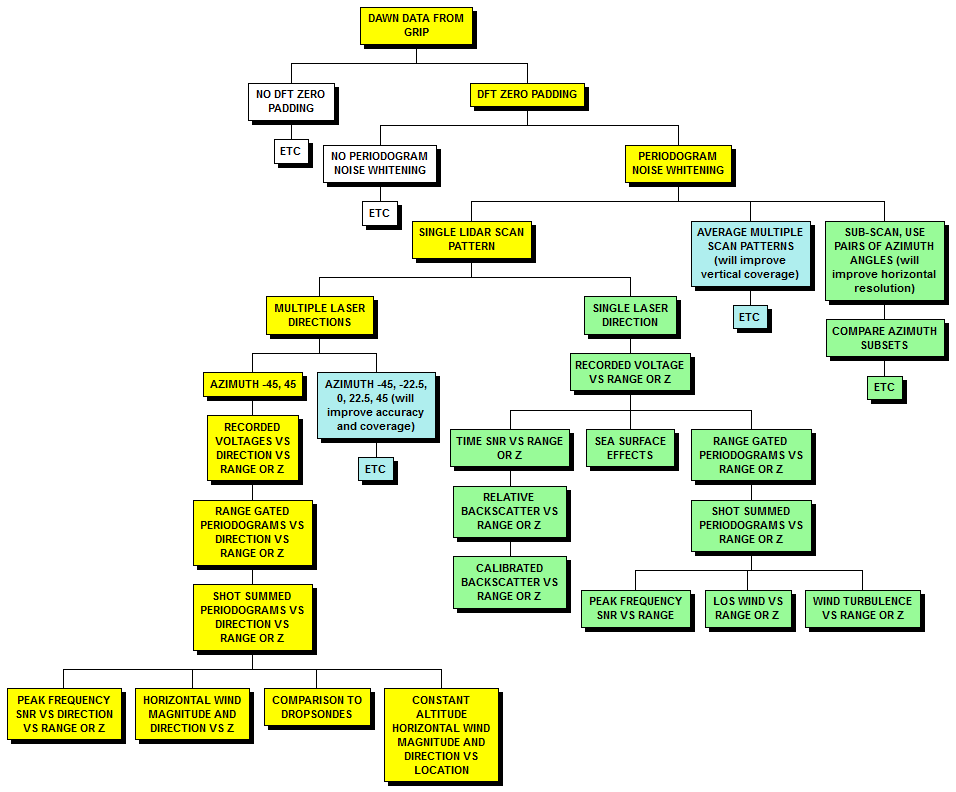 DAWN DATA FROM
GRIP
NO DFT ZERO
PADDING
DFT ZERO PADDING
ETC
NO PERIODOGRAM
NOISE WHITENING
PERIODOGRAM
NOISE WHITENING
ETC
SINGLE LIDAR SCAN
PATTERN
AVERAGE MULTIPLE
SCAN PATTERNS
(will improve
vertical coverage)
SUB-SCAN, USE
PAIRS OF AZIMUTH
ANGLES (will
improve horizontal
resolution)
ETC
COMPARE AZIMUTH
SUBSETS
ETC
MULTIPLE LASER
DIRECTIONS
SINGLE LASER
DIRECTION
AZIMUTH -45, 45
AZIMUTH -45, -22.5,
0, 22.5, 45 (will
improve accuracy
and coverage)
ETC
RECORDED VOLTAGE
VS RANGE OR Z
RECORDED
VOLTAGES VS
DIRECTION VS
RANGE OR Z
TIME SNR VS RANGE
OR Z
SEA SURFACE
EFFECTS
RANGE GATED
PERIODOGRAMS VS
RANGE OR Z
RANGE GATED
PERIODOGRAMS VS
DIRECTION VS
RANGE OR Z
RELATIVE
BACKSCATTER VS
RANGE OR Z
SHOT SUMMED
PERIODOGRAMS VS
RANGE OR Z
CALIBRATED
BACKSCATTER VS
RANGE OR Z
SHOT SUMMED
PERIODOGRAMS VS
DIRECTION VS
RANGE OR Z
PEAK FREQUENCY
SNR VS RANGE
LOS WIND VS
RANGE OR Z
WIND TURBULENCE
VS RANGE OR Z
PEAK FREQUENCY
SNR VS DIRECTION
VS RANGE OR Z
HORIZONTAL WIND
MAGNITUDE AND
DIRECTION VS Z
COMPARISON TO
DROPSONDES
CONSTANT
ALTITUDE
HORIZONTAL WIND
MAGNITUDE AND
DIRECTION VS
LOCATION